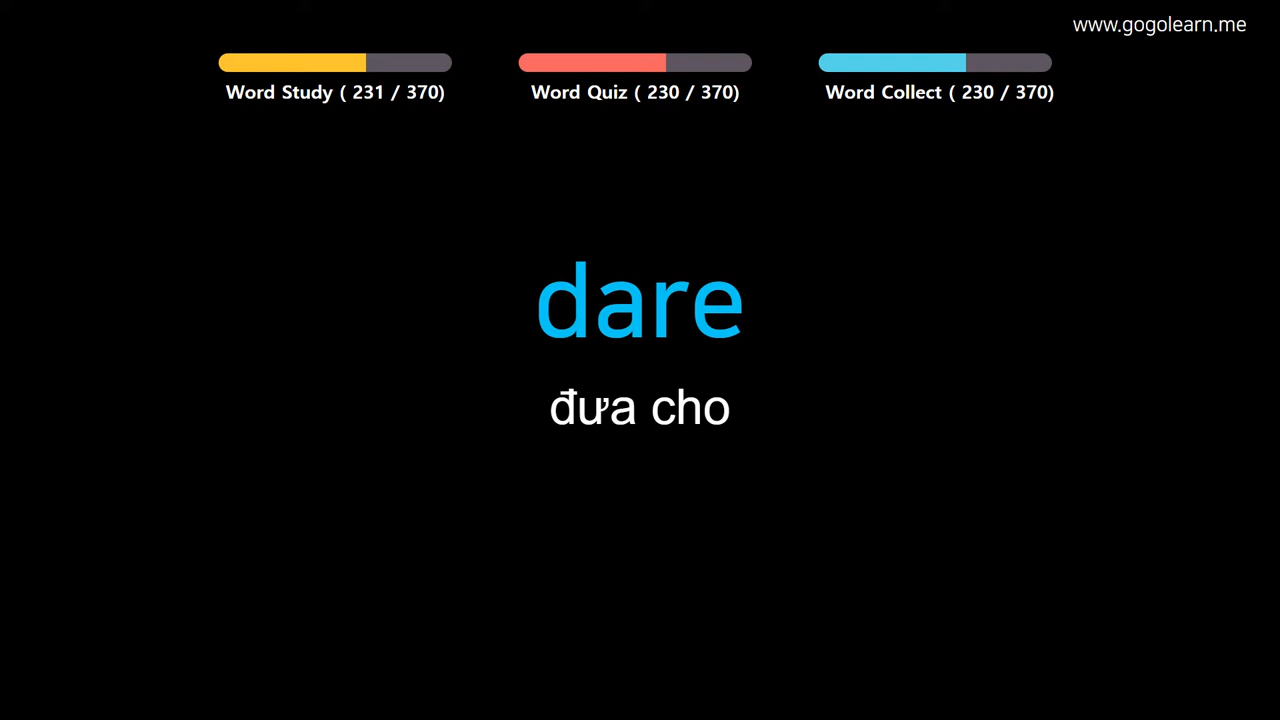 www.gogolearn.me
Word Study ( 231 / 370)
Word Quiz ( 230 / 370)
Word Collect ( 230 / 370)
dare
đưa cho